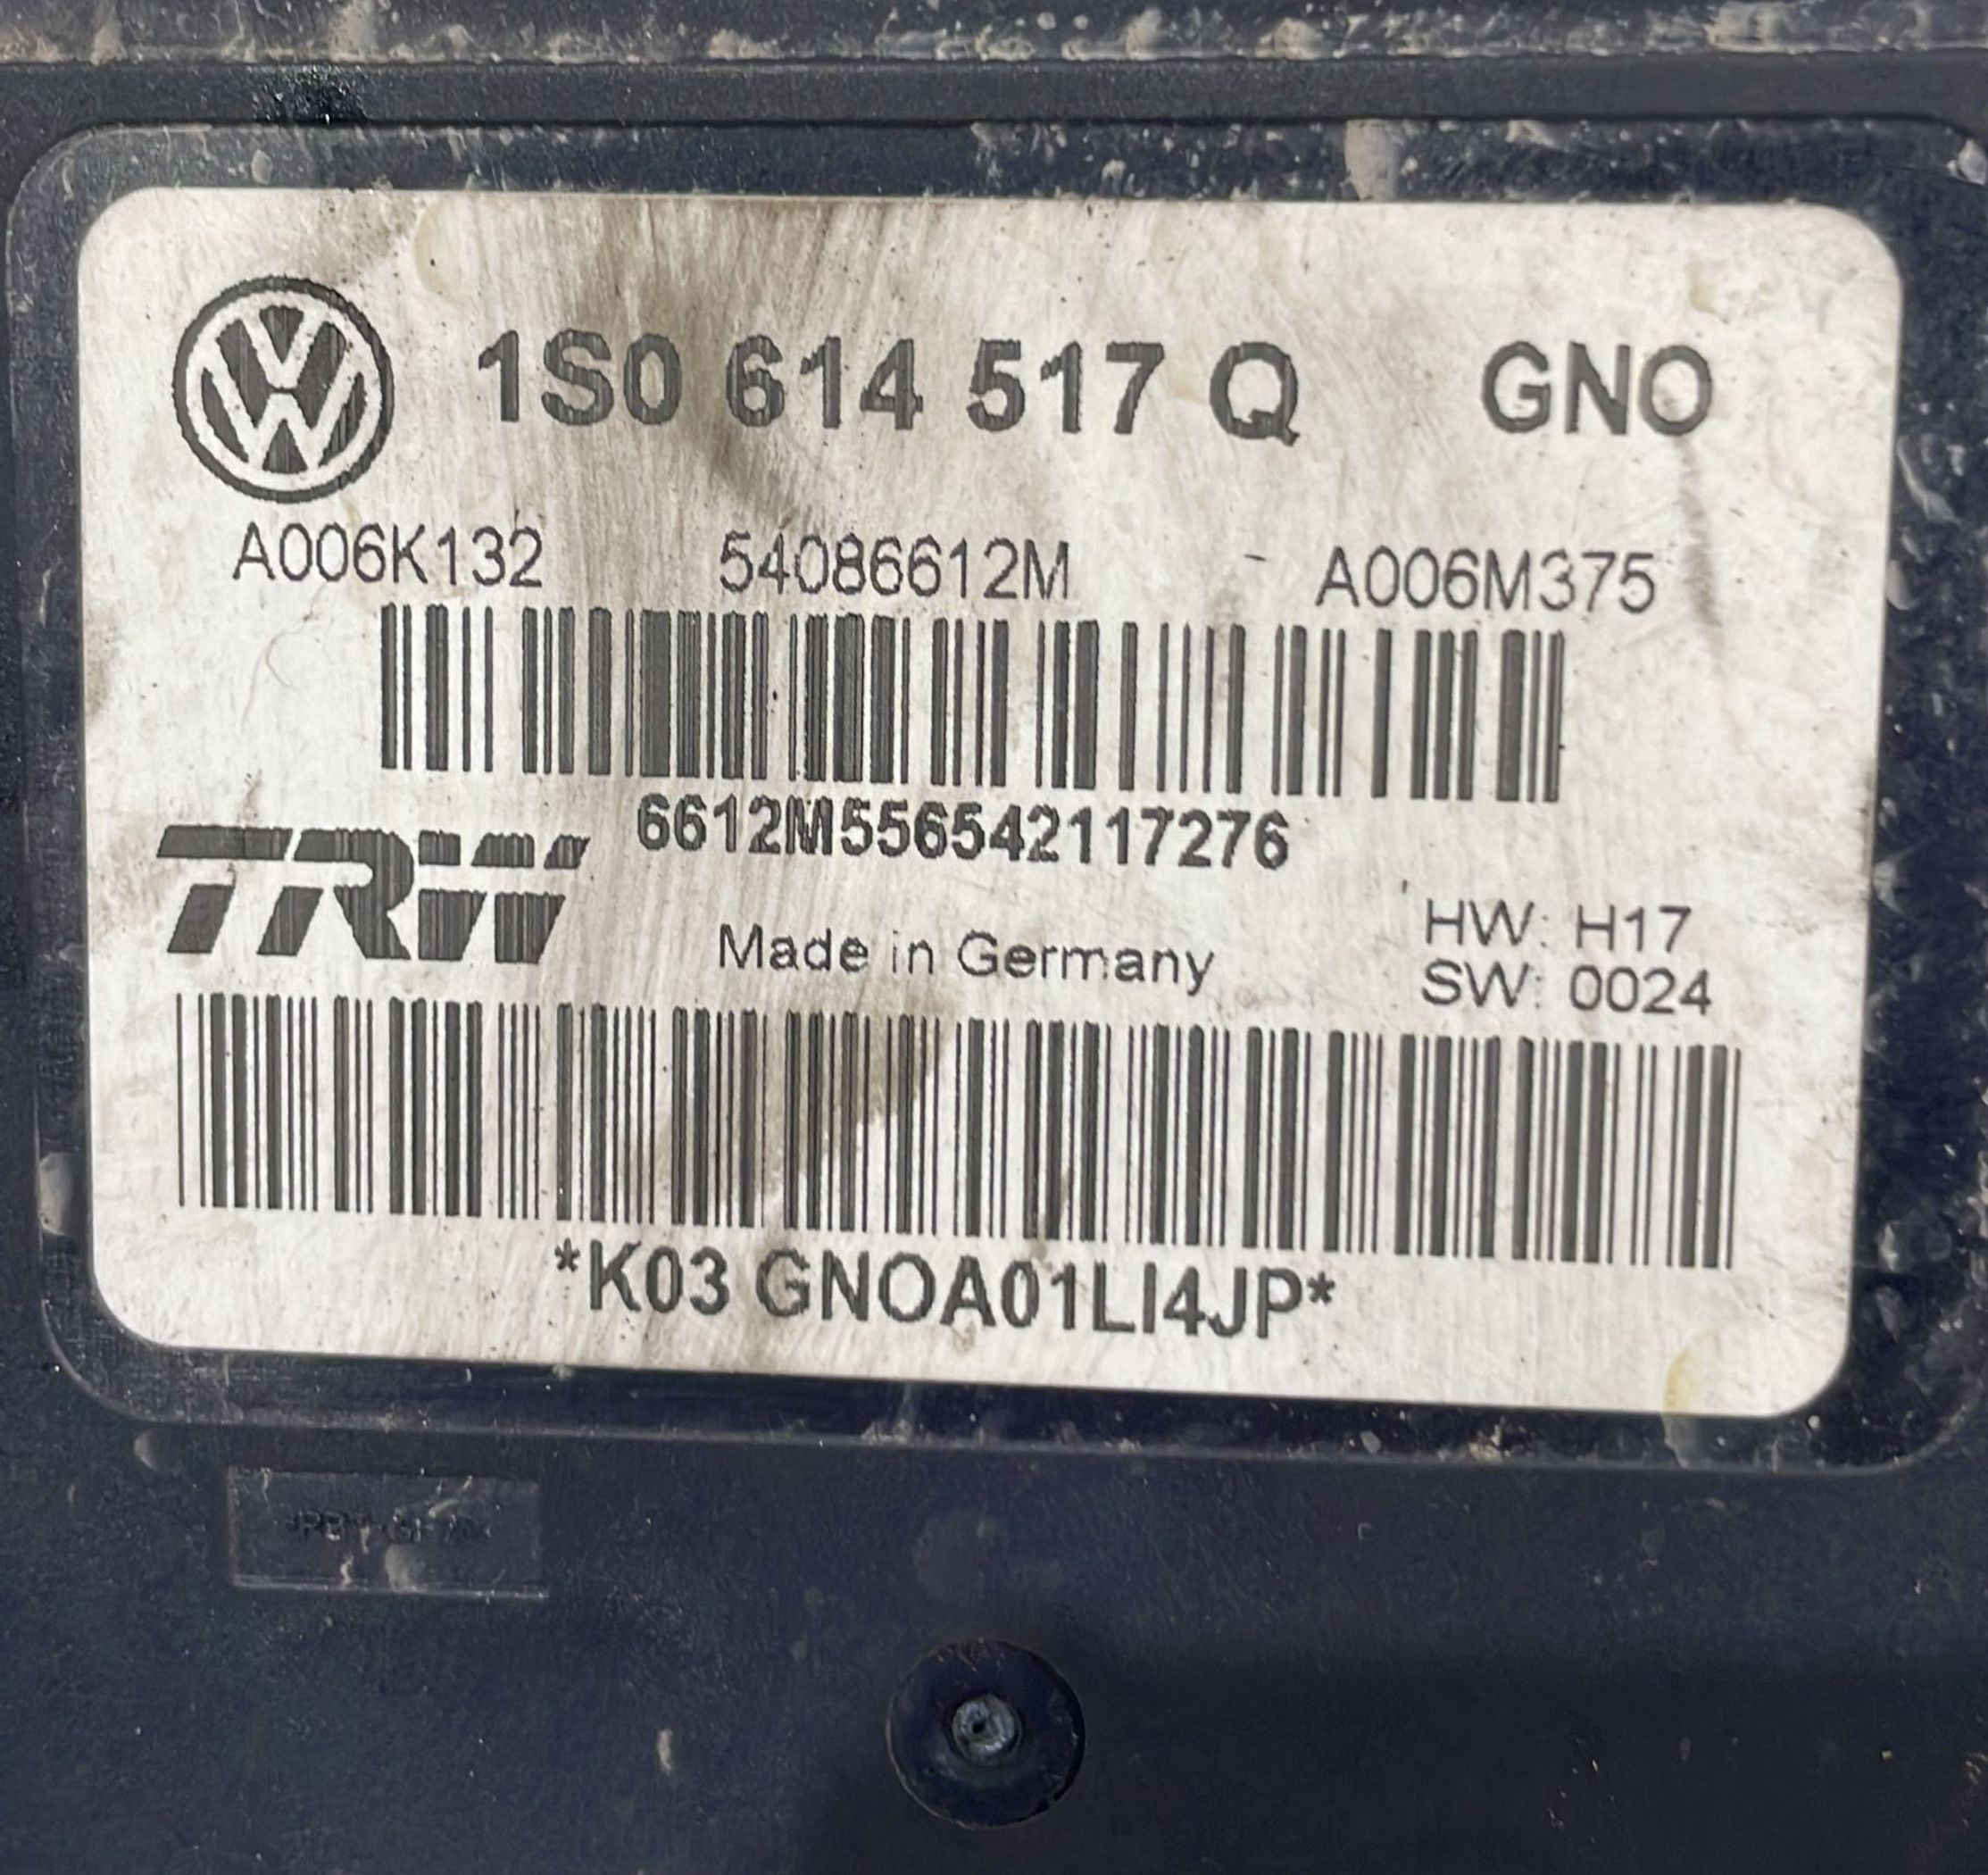 1S0 614 517 Q GNO
A006K132 54086612M - A006M375
6612M556542117276
TRW
Made in Germany
HW: H17
SW: 0024
*K03 GNOA01LI4JP*